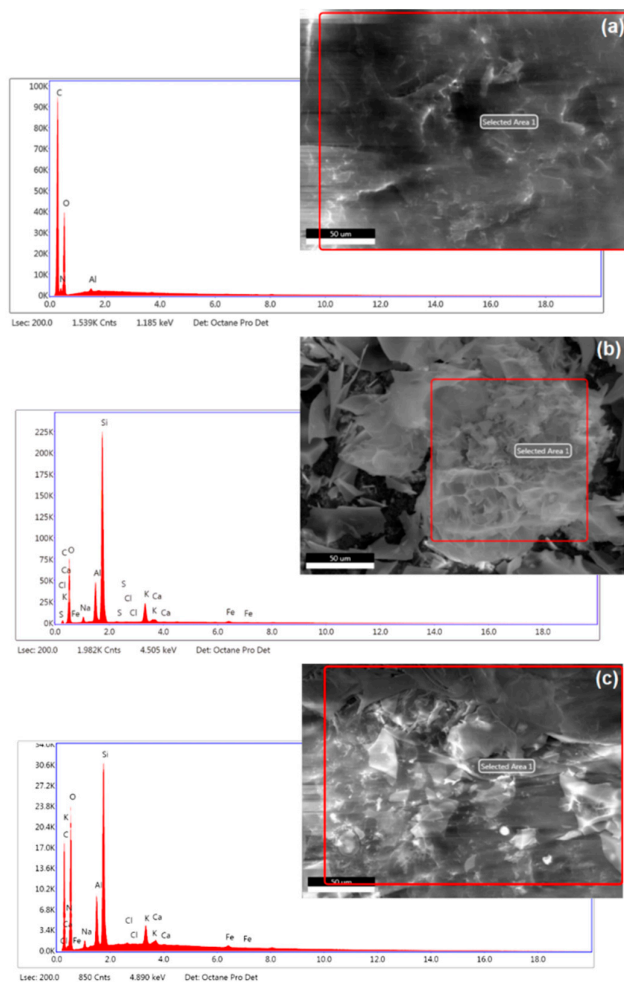 (a)
Selected Area 1
50 um
100K
90K
80K
70K
60K
50K
40K
30K
20K
10K
0K
C
O
N
Al
0.0 2.0 4.0 6.0 8.0 10.0 12.0 14.0 16.0 18.0
Lsec: 200.0 1.539K Cnts 1.185 keV Det: Octane Pro Det
(b)
Selected Area 1
50 um
225K
200K
175K
150K
125K
100K
75K
50K
25K
0K
Si
C O
Ca
Cl
K
S Fe Na Al
S
Cl
S Cl
K Ca
K Ca
Fe Fe
0.0 2.0 4.0 6.0 8.0 10.0 12.0 14.0 16.0 18.0
Lsec: 200.0 1.982K Cnts 4.505 keV Det: Octane Pro Det
(c)
Selected Area 1
50 um
34.0K
30.6K
27.2K
23.8K
20.4K
17.0K
13.6K
10.2K
6.8K
3.4K
0.0K
Si
O
K
C
N
Ca
Cl Fe Na Al
Cl
Cl
K Ca
K Ca
Fe Fe
0.0 2.0 4.0 6.0 8.0 10.0 12.0 14.0 16.0 18.0
Lsec: 200.0 850 Cnts 4.890 keV Det: Octane Pro Det